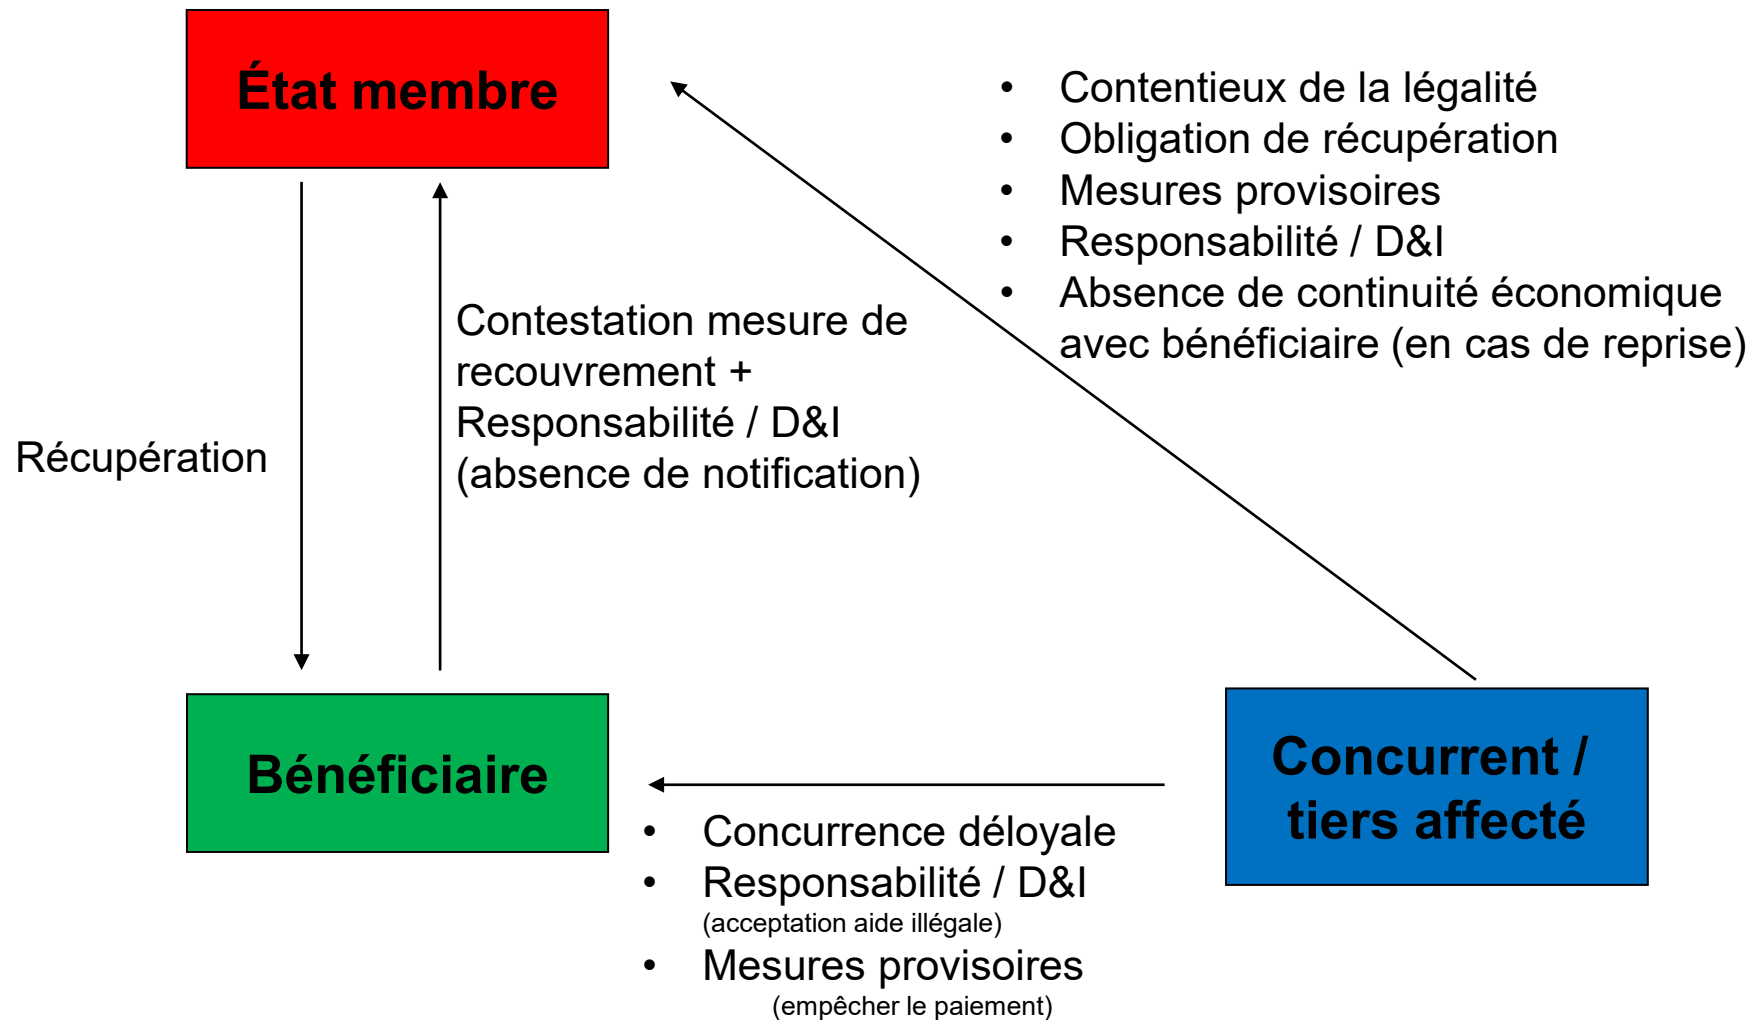 État membre
• Contentieux de la légalité
• Obligation de récupération
• Mesures provisoires
• Responsabilité / D&I
• Absence de continuité économique
avec bénéficiaire (en cas de reprise)
Récupération
Contestation mesure de
recouvrement +
Responsabilité / D&I
(absence de notification)
Bénéficiaire
Concurrent /
tiers affecté
• Concurrence déloyale
• Responsabilité / D&I
(acceptation aide illégale)
• Mesures provisoires
(empêcher le paiement)